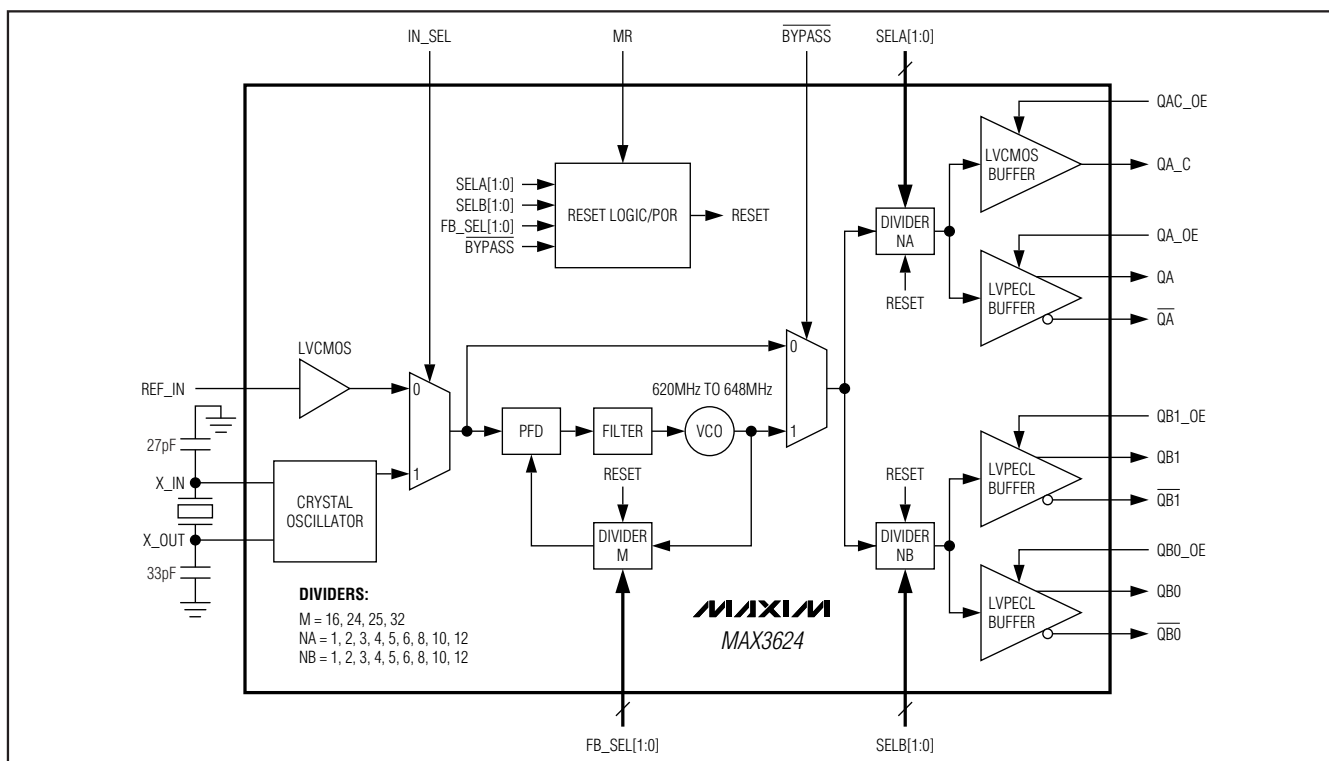 IN_SEL
MR
BYPASS
SELA[1:0]
QAC_OE
LVCMOS
BUFFER
QA_C
SELA[1:0]
SELB[1:0]
FB_SEL[1:0]
BYPASS
RESET LOGIC/POR
RESET
DIVIDER
NA
RESET
QA_OE
LVPECL
BUFFER
QA
QA
LVCMOS
REF_IN
0
1
27pF
X_IN
X_OUT
33pF
CRYSTAL
OSCILLATOR
PFD
FILTER
VCO
620MHz TO 648MHz
0
1
RESET
DIVIDER
M
RESET
DIVIDER
NB
QB1_OE
LVPECL
BUFFER
QB1
QB1
QB0_OE
LVPECL
BUFFER
QB0
QB0
DIVIDERS:
M = 16, 24, 25, 32
NA = 1, 2, 3, 4, 5, 6, 8, 10, 12
NB = 1, 2, 3, 4, 5, 6, 8, 10, 12
MAXIM
MAX3624
FB_SEL[1:0]
SELB[1:0]